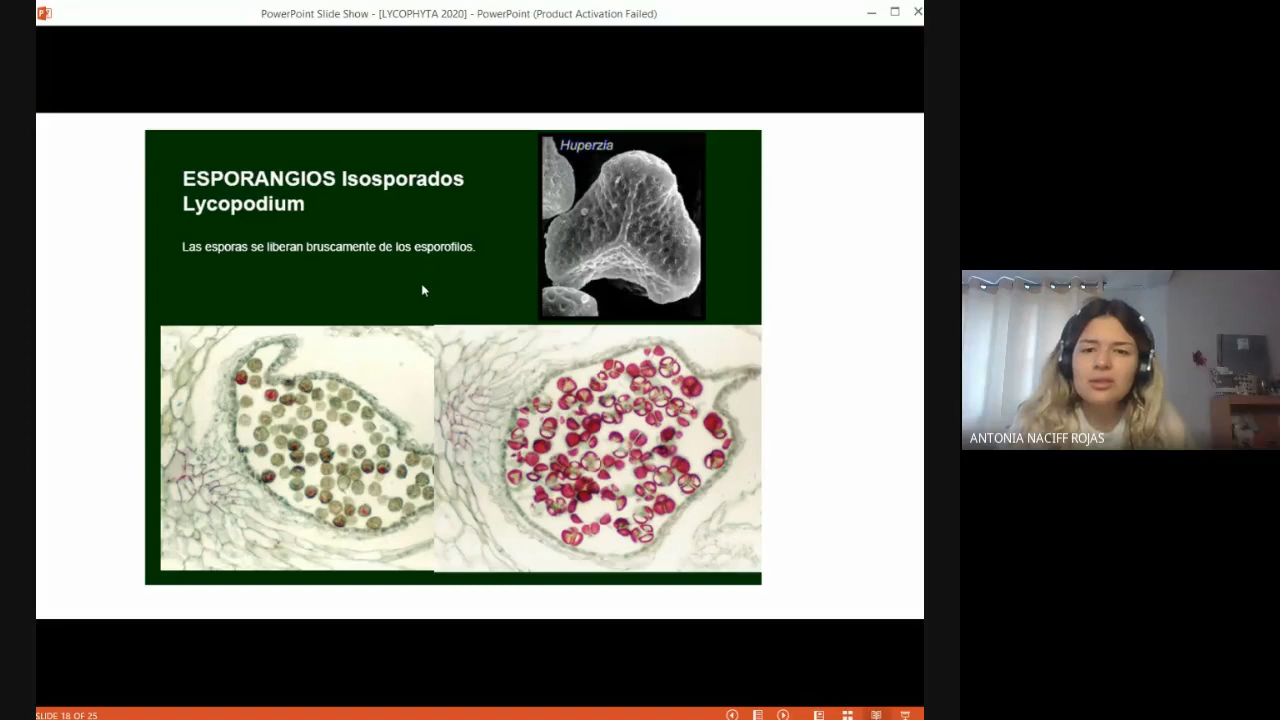 PowerPoint Slide Show - [LYCOPHYTA 2020] - PowerPoint (Product Activation Failed)
Huperzia
ESPORANGIOS Isosporados
Lycopodium
Las esporas se liberan bruscamente de los esporofilos.
ANTONIA NACIFF ROJAS
SLIDE 18 OF 25